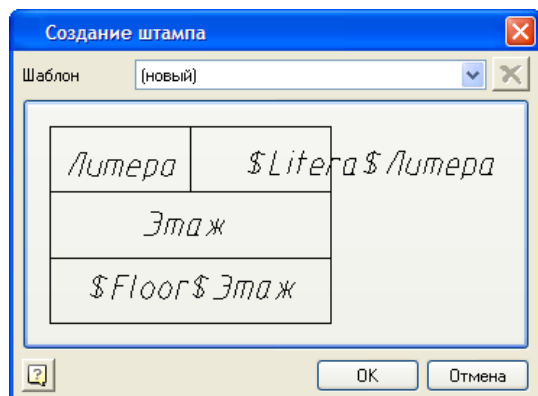 Создание штампа
Шаблон (новый)
Литера $Litera$Литера
Этаж
$Floor$Этаж
OK Отмена